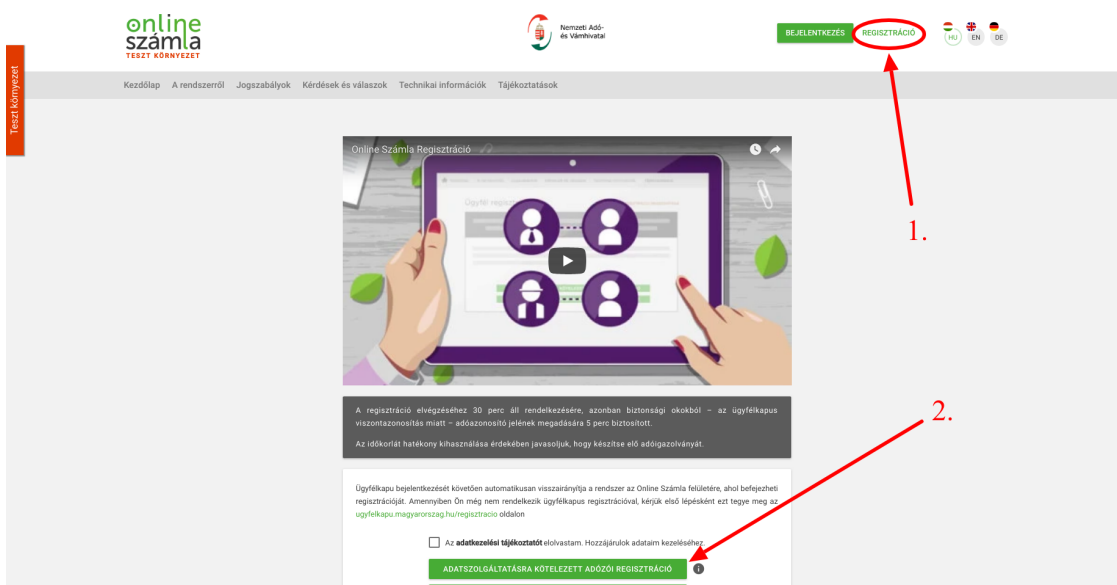 online
számla
TESZT KÖRNYEZET
Nemzeti Adó-
és Vámhivatal
BEJELENTKEZÉS REGISZTRÁCIÓ HU EN DE
Teszt környezet
Kezdőlap A rendszerről Jogszabályok Kérdések és válaszok Technikai információk Tájékoztatások
Online Számla Regisztráció
1.
A regisztráció elvégzéséhez 30 perc áll rendelkezésére, azonban biztonsági okokból – az ügyfélkapus
viszontazonosítás miatt – adóazonosító jelének megadására 5 perc biztosított.
Az időkorlát hatékony kihasználása érdekében javasoljuk, hogy készítse elő adóigazolványát.
2.
Ügyfélkapu bejelentkezését követően automatikusan visszairányítja a rendszer az Online Számla felületére, ahol befejezheti
regisztrációját. Amennyiben Ön még nem rendelkezik ügyfélkapus regisztrációval, kérjük első lépésként ezt tegye meg az
ugyfelkapu.magyarorszag.hu/regisztracio oldalon
Az adatkezelési tájékoztatót elolvastam. Hozzájárulok adataim kezeléséhez.
ADATSZOLGÁLTATÁSRA KÖTELEZETT ADÓZÓI REGISZTRÁCIÓ